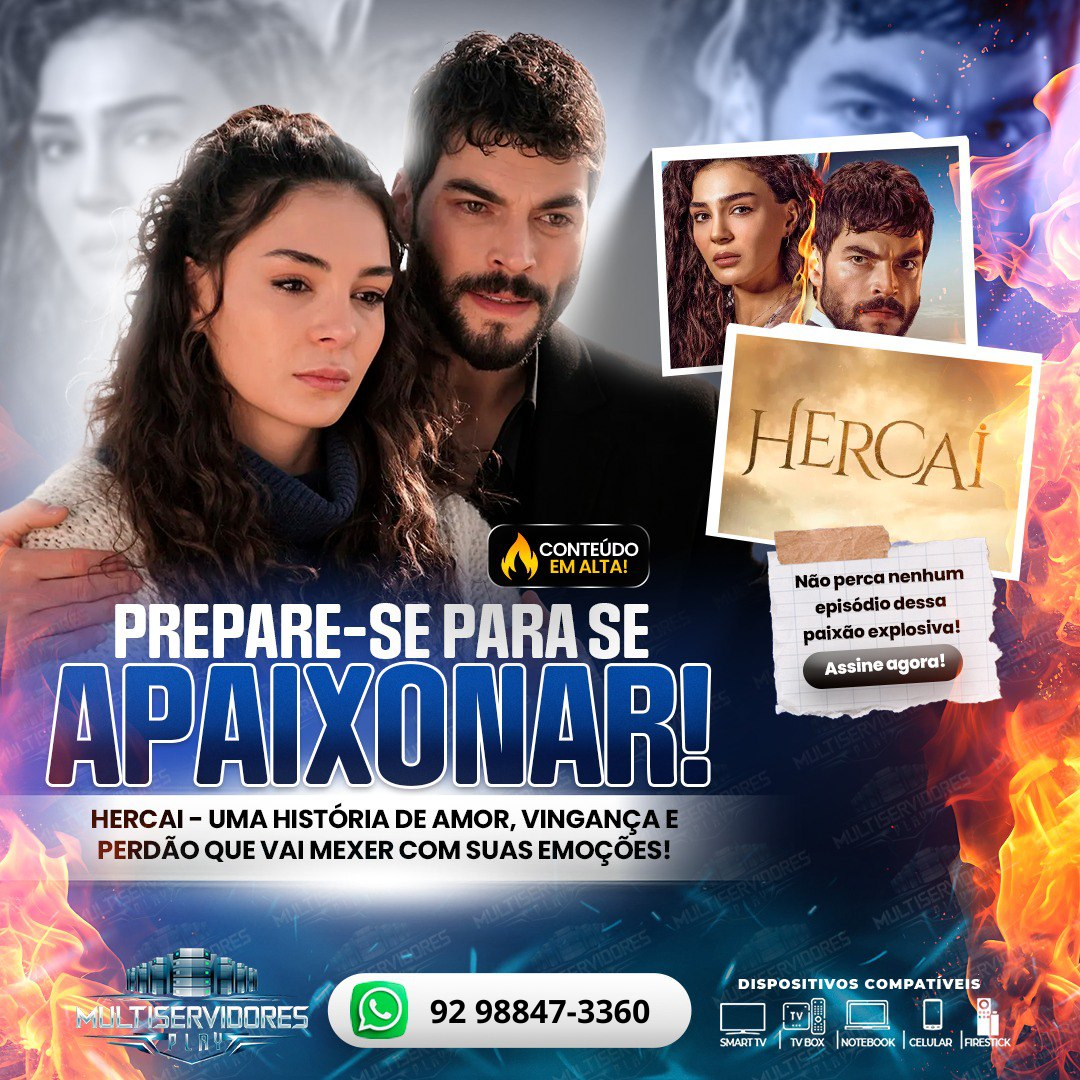 HERCAİ
CONTEÚDO
EM ALTA!
Não perca nenhum
episódio dessa
paixão explosiva!
Assine agora!
PREPARE-SE PARA SE
APAIXONAR!
HERCAI - UMA HISTÓRIA DE AMOR, VINGANÇA E
PERDÃO QUE VAI MEXER COM SUAS EMOÇÕES!
MULTISERVIDORES
PLAY
92 98847-3360
DISPOSITIVOS COMPATÍVEIS
TV
SMART TV | TV BOX | NOTEBOOK | CELULAR | FIRESTICK